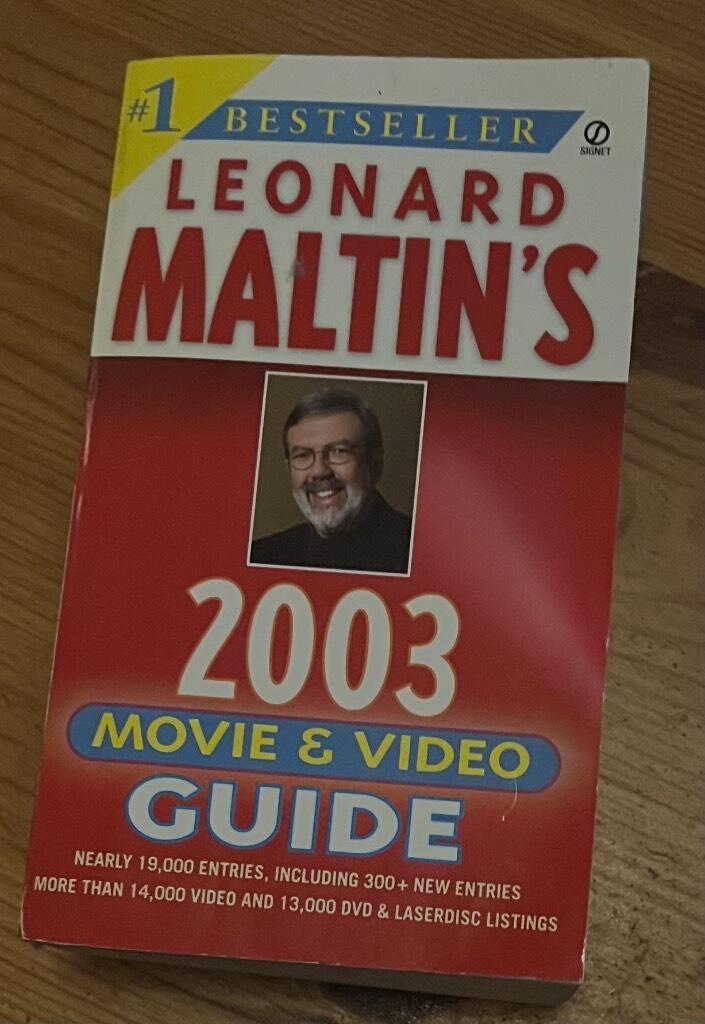 #1 BESTSELLER
SIGNET
LEONARD
MALTIN'S
2003
MOVIE & VIDEO
GUIDE
NEARLY 19,000 ENTRIES, INCLUDING 300+ NEW ENTRIES
MORE THAN 14,000 VIDEO AND 13,000 DVD & LASERDISC LISTINGS